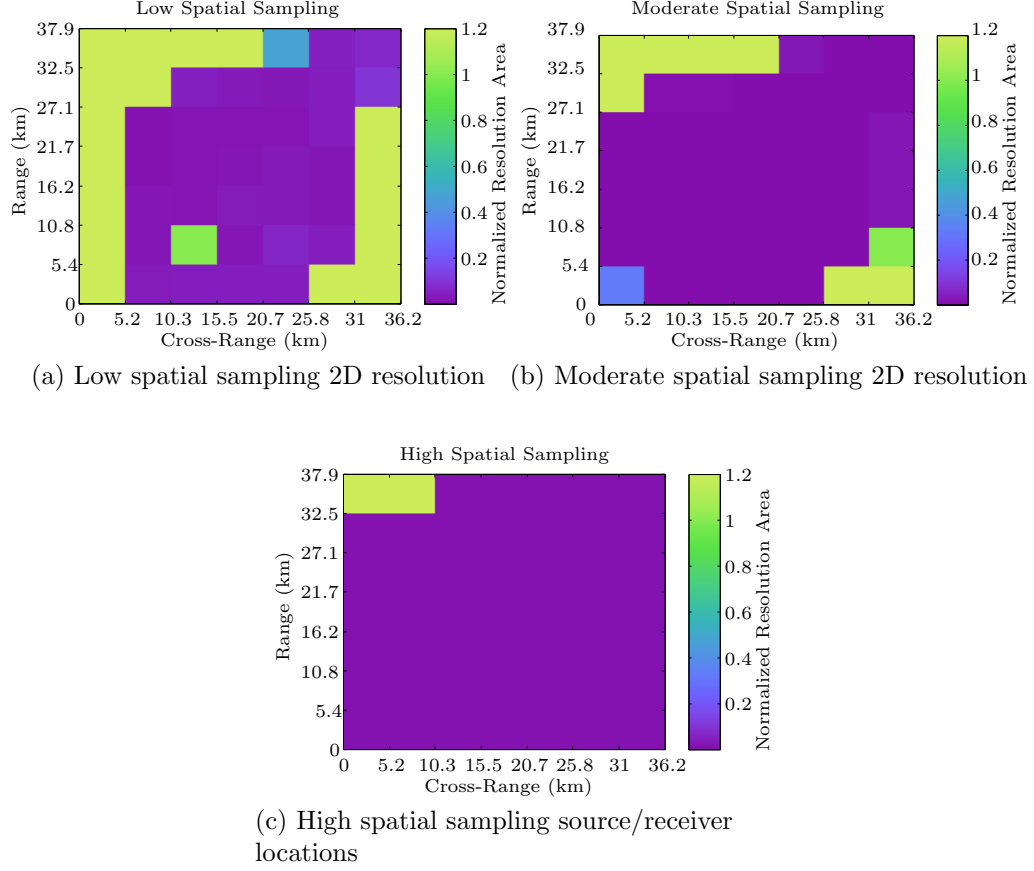 Low Spatial Sampling
37.9
32.5
27.1
21.7
16.2
10.8
5.4
0
Range (km)
0 5.2 10.3 15.5 20.7 25.8 31 36.2
Cross-Range (km)
1.2
1
0.8
0.6
0.4
0.2
Normalized Resolution Area
(a) Low spatial sampling 2D resolution
Moderate Spatial Sampling
37.9
32.5
27.1
21.7
16.2
10.8
5.4
0
Range (km)
0 5.2 10.3 15.5 20.7 25.8 31 36.2
Cross-Range (km)
1.2
1
0.8
0.6
0.4
0.2
Normalized Resolution Area
(b) Moderate spatial sampling 2D resolution
High Spatial Sampling
37.9
32.5
27.1
21.7
16.2
10.8
5.4
0
Range (km)
0 5.2 10.3 15.5 20.7 25.8 31 36.2
Cross-Range (km)
1.2
1
0.8
0.6
0.4
0.2
Normalized Resolution Area
(c) High spatial sampling source/receiver
locations